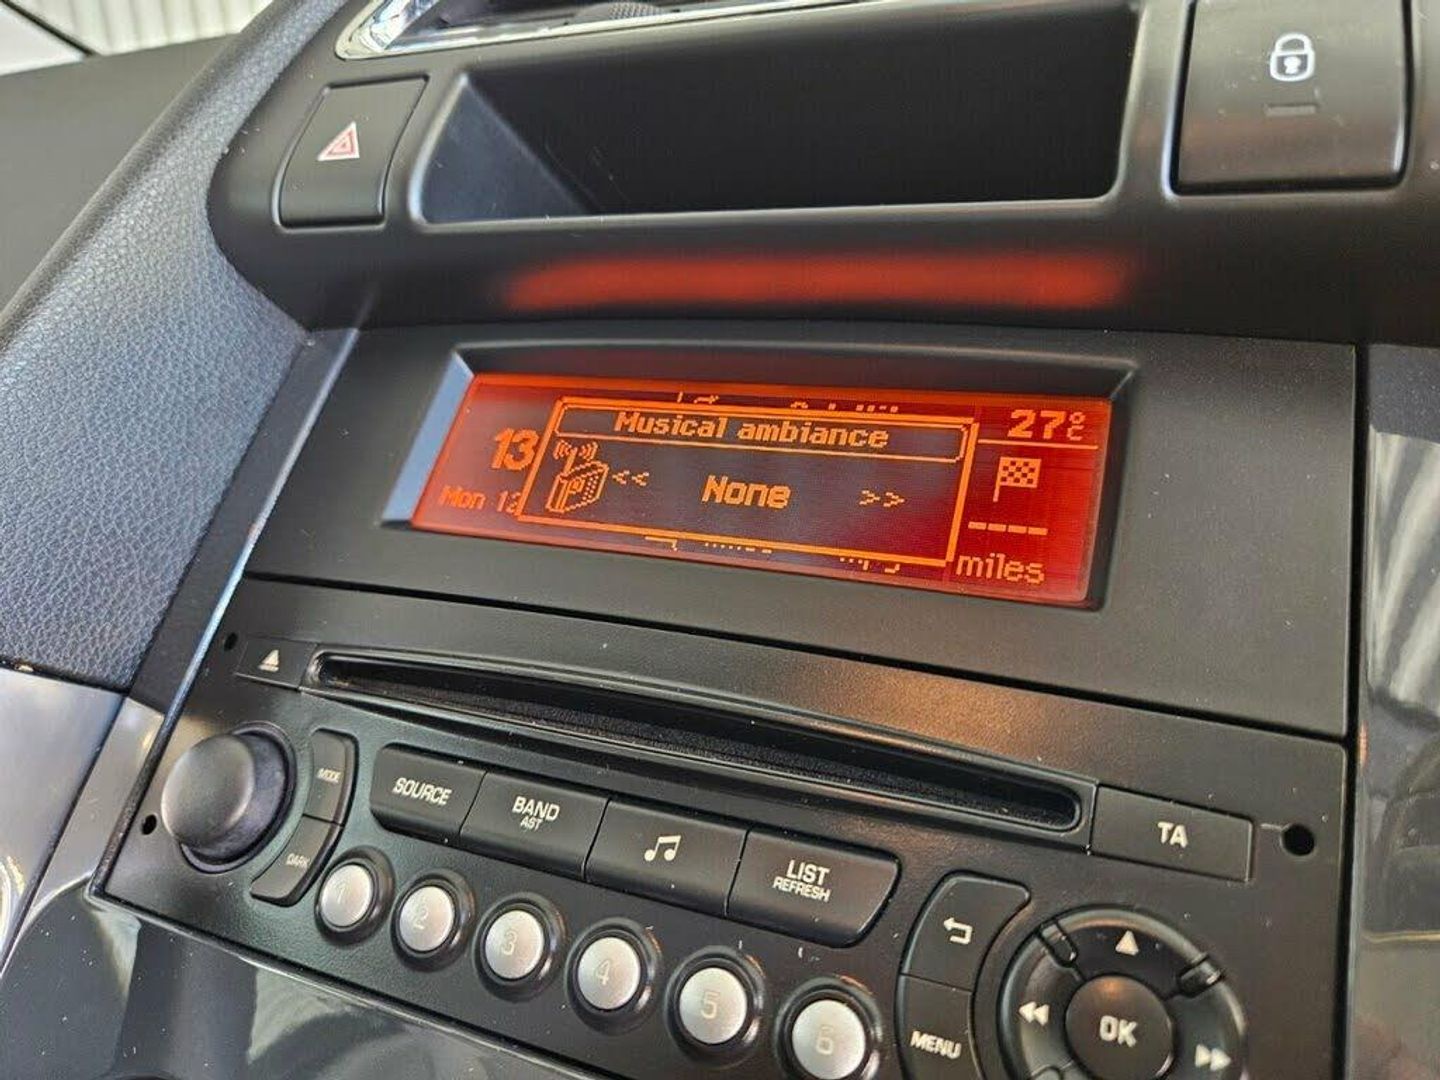 Musical ambiance
27°C
13
<< None >>
Mon 12
----
miles
MODE
SOURCE
BAND
AST
LIST
REFRESH
TA
DARK
1
2
3
4
5
6
MENU
OK